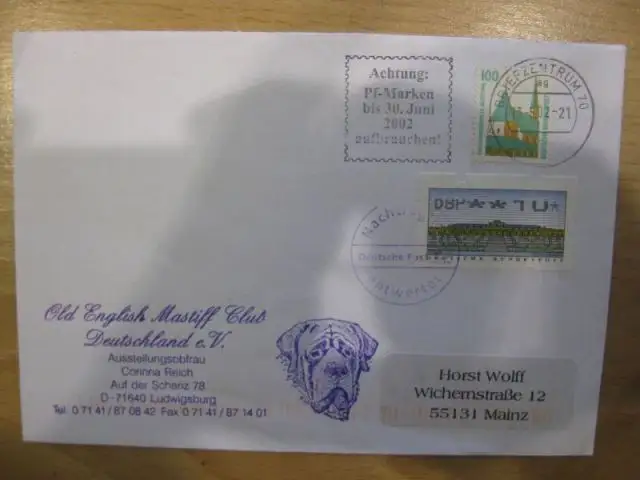 Achtung:
Pf-Marken
bis 30. Juni
2002
aufbrauchen!
100
BRIEFZENTRUM 70
-21
DBP**10*
Deutsche
Old English Mastiff Club
Deutschland e.V.
Ausstellungsobfrau
Corinna Reich
Auf der Schanz 78
D-71640 Ludwigsburg
Tel. 0 71 41 / 87 08 42 Fax 0 71 41 / 87 14 01
Horst Wolff
Wichernstraße 12
55131 Mainz